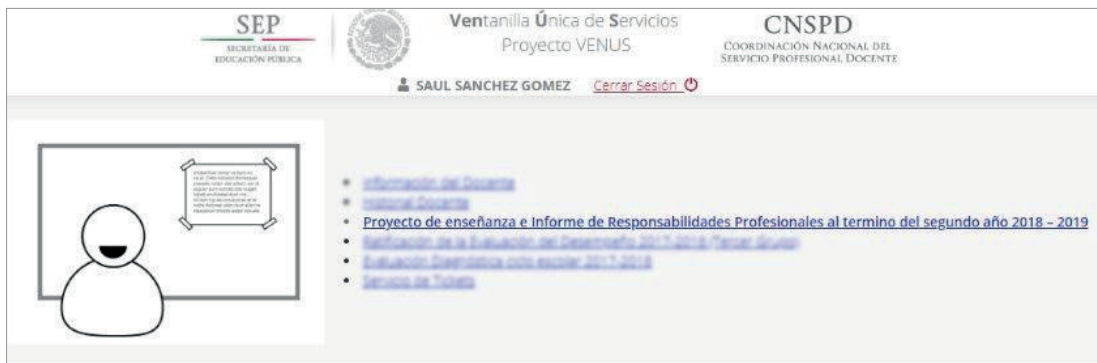 SEP
SECRETARÍA DE
EDUCACIÓN PÚBLICA
Ventanilla Única de Servicios
Proyecto VENUS
CNSPD
COORDINACIÓN NACIONAL DEL
SERVICIO PROFESIONAL DOCENTE
SAUL SANCHEZ GOMEZ Cerrar Sesión
Información del Docente
Historial Docente
Proyecto de enseñanza e Informe de Responsabilidades Profesionales al termino del segundo año 2018 – 2019
Ratificación de la Evaluación del Desempeño 2017-2018 (Tercer Grupo)
Evaluación Diagnóstica ciclo escolar 2017-2018
Servicio de Tickets